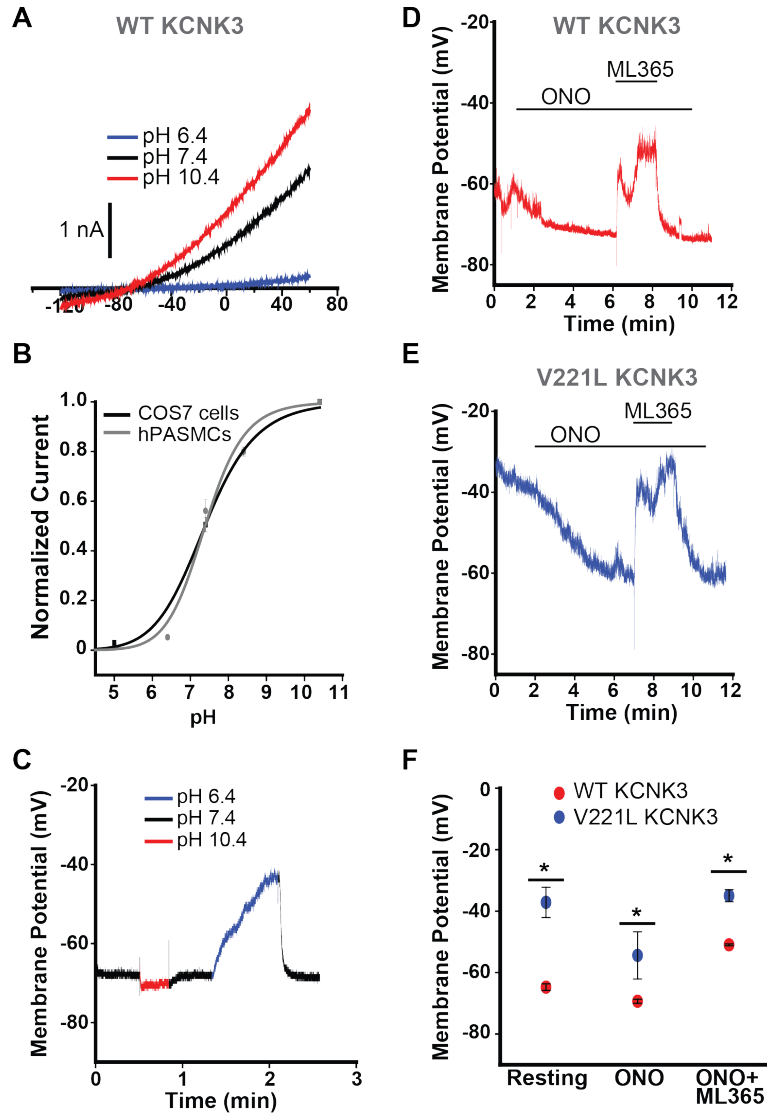 A
WT KCNK3
pH 6.4
pH 7.4
pH 10.4
1 nA
-120 -80 -40 0 40 80
B
COS7 cells
hPASMCs
Normalized Current
1.0
0.8
0.6
0.4
0.2
0
5 6 7 8 9 10 11
pH
C
pH 6.4
pH 7.4
pH 10.4
Membrane Potential (mV)
-20
-40
-60
-80
0 1 2 3
Time (min)
D
WT KCNK3
ML365
ONO
Membrane Potential (mV)
-20
-40
-60
-80
0 2 4 6 8 10 12
Time (min)
E
V221L KCNK3
ML365
ONO
Membrane Potential (mV)
-20
-40
-60
-80
0 2 4 6 8 10 12
Time (min)
F
WT KCNK3
V221L KCNK3
Membrane Potential (mV)
0
-20
-40
-60
-80
* * *
Resting ONO ONO+
ML365